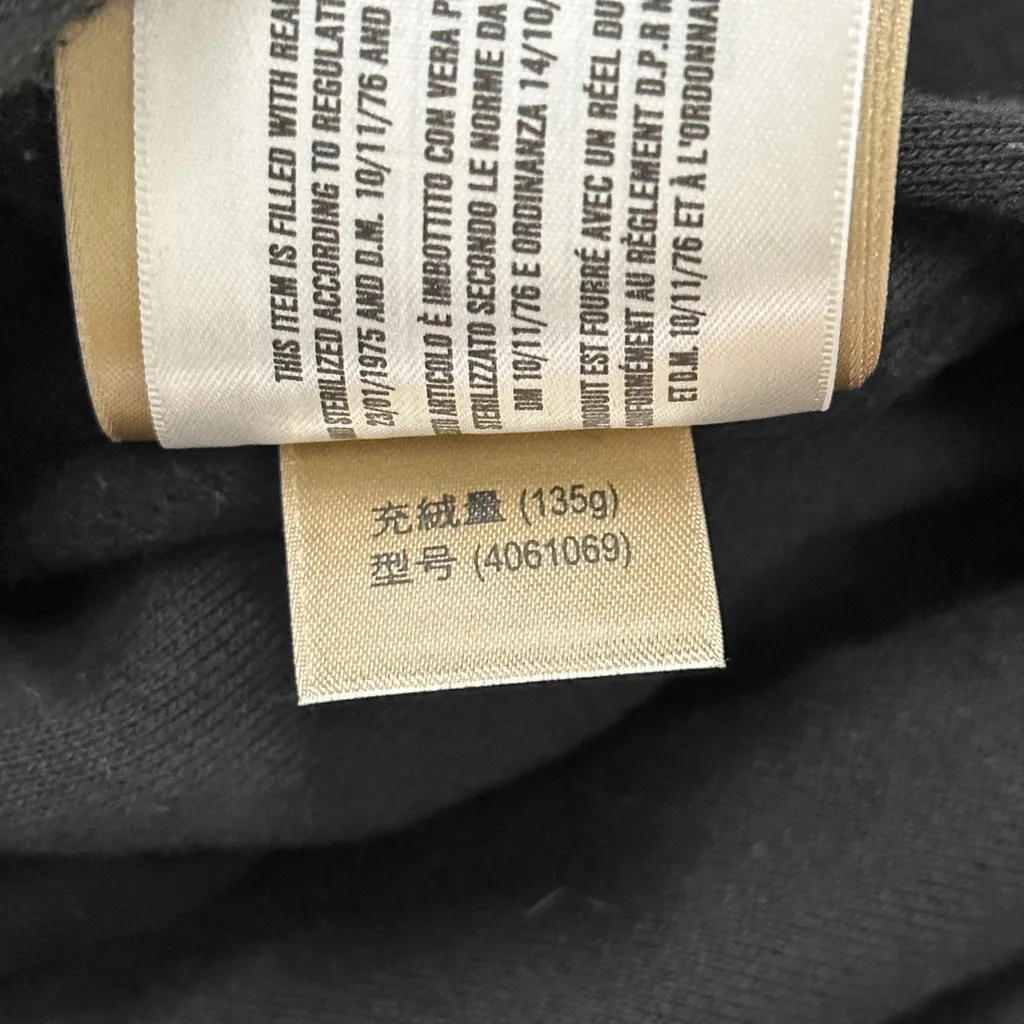 THIS ITEM IS FILLED WITH REAL
STERILIZED ACCORDING TO REGULATI
23/01/1975 AND D.M. 10/11/76 AND
ARTICOLO È IMBOTTITO CON VERA P
STERILIZZATO SECONDO LE NORME DA
DM 10/11/76 E ORDINANZA 14/10/
PRODUIT EST FOURRÉ AVEC UN RÉEL DU
CONFORMÉMENT AU RÈGLEMENT D.P.R N
ET D.M. 10/11/76 ET À L'ORDONNA
充絨量 (135g)
型号 (4061069)